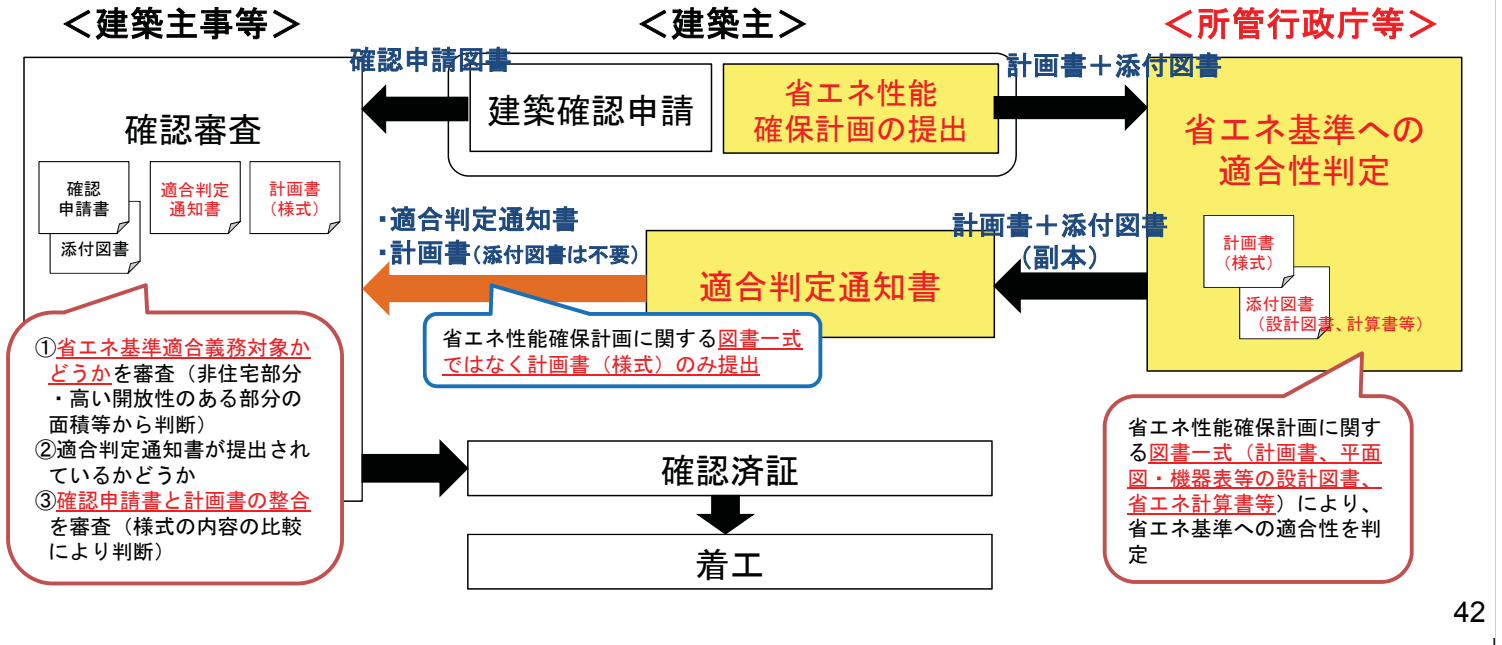 ＜建築主事等＞
＜建築主＞
＜所管行政庁等＞
確認申請図書
計画書＋添付図書
建築確認申請
省エネ性能
確保計画の提出
確認審査
確認
申請書
添付図書
適合判定
通知書
計画書
（様式）
省エネ基準への
適合性判定
・適合判定通知書
・計画書（添付図書は不要）
計画書＋添付図書
（副本）
適合判定通知書
計画書
（様式）
添付図書
（設計図書、計算書等）
省エネ性能確保計画に関する図書一式
ではなく計画書（様式）のみ提出
①省エネ基準適合義務対象か
どうかを審査（非住宅部分
・高い開放性のある部分の
面積等から判断）
②適合判定通知書が提出され
ているかどうか
③確認申請書と計画書の整合
を審査（様式の内容の比較
により判断）
確認済証
着工
省エネ性能確保計画に関す
る図書一式（計画書、平面
図・機器表等の設計図書、
省エネ計算書等）により、
省エネ基準への適合性を判
定
42